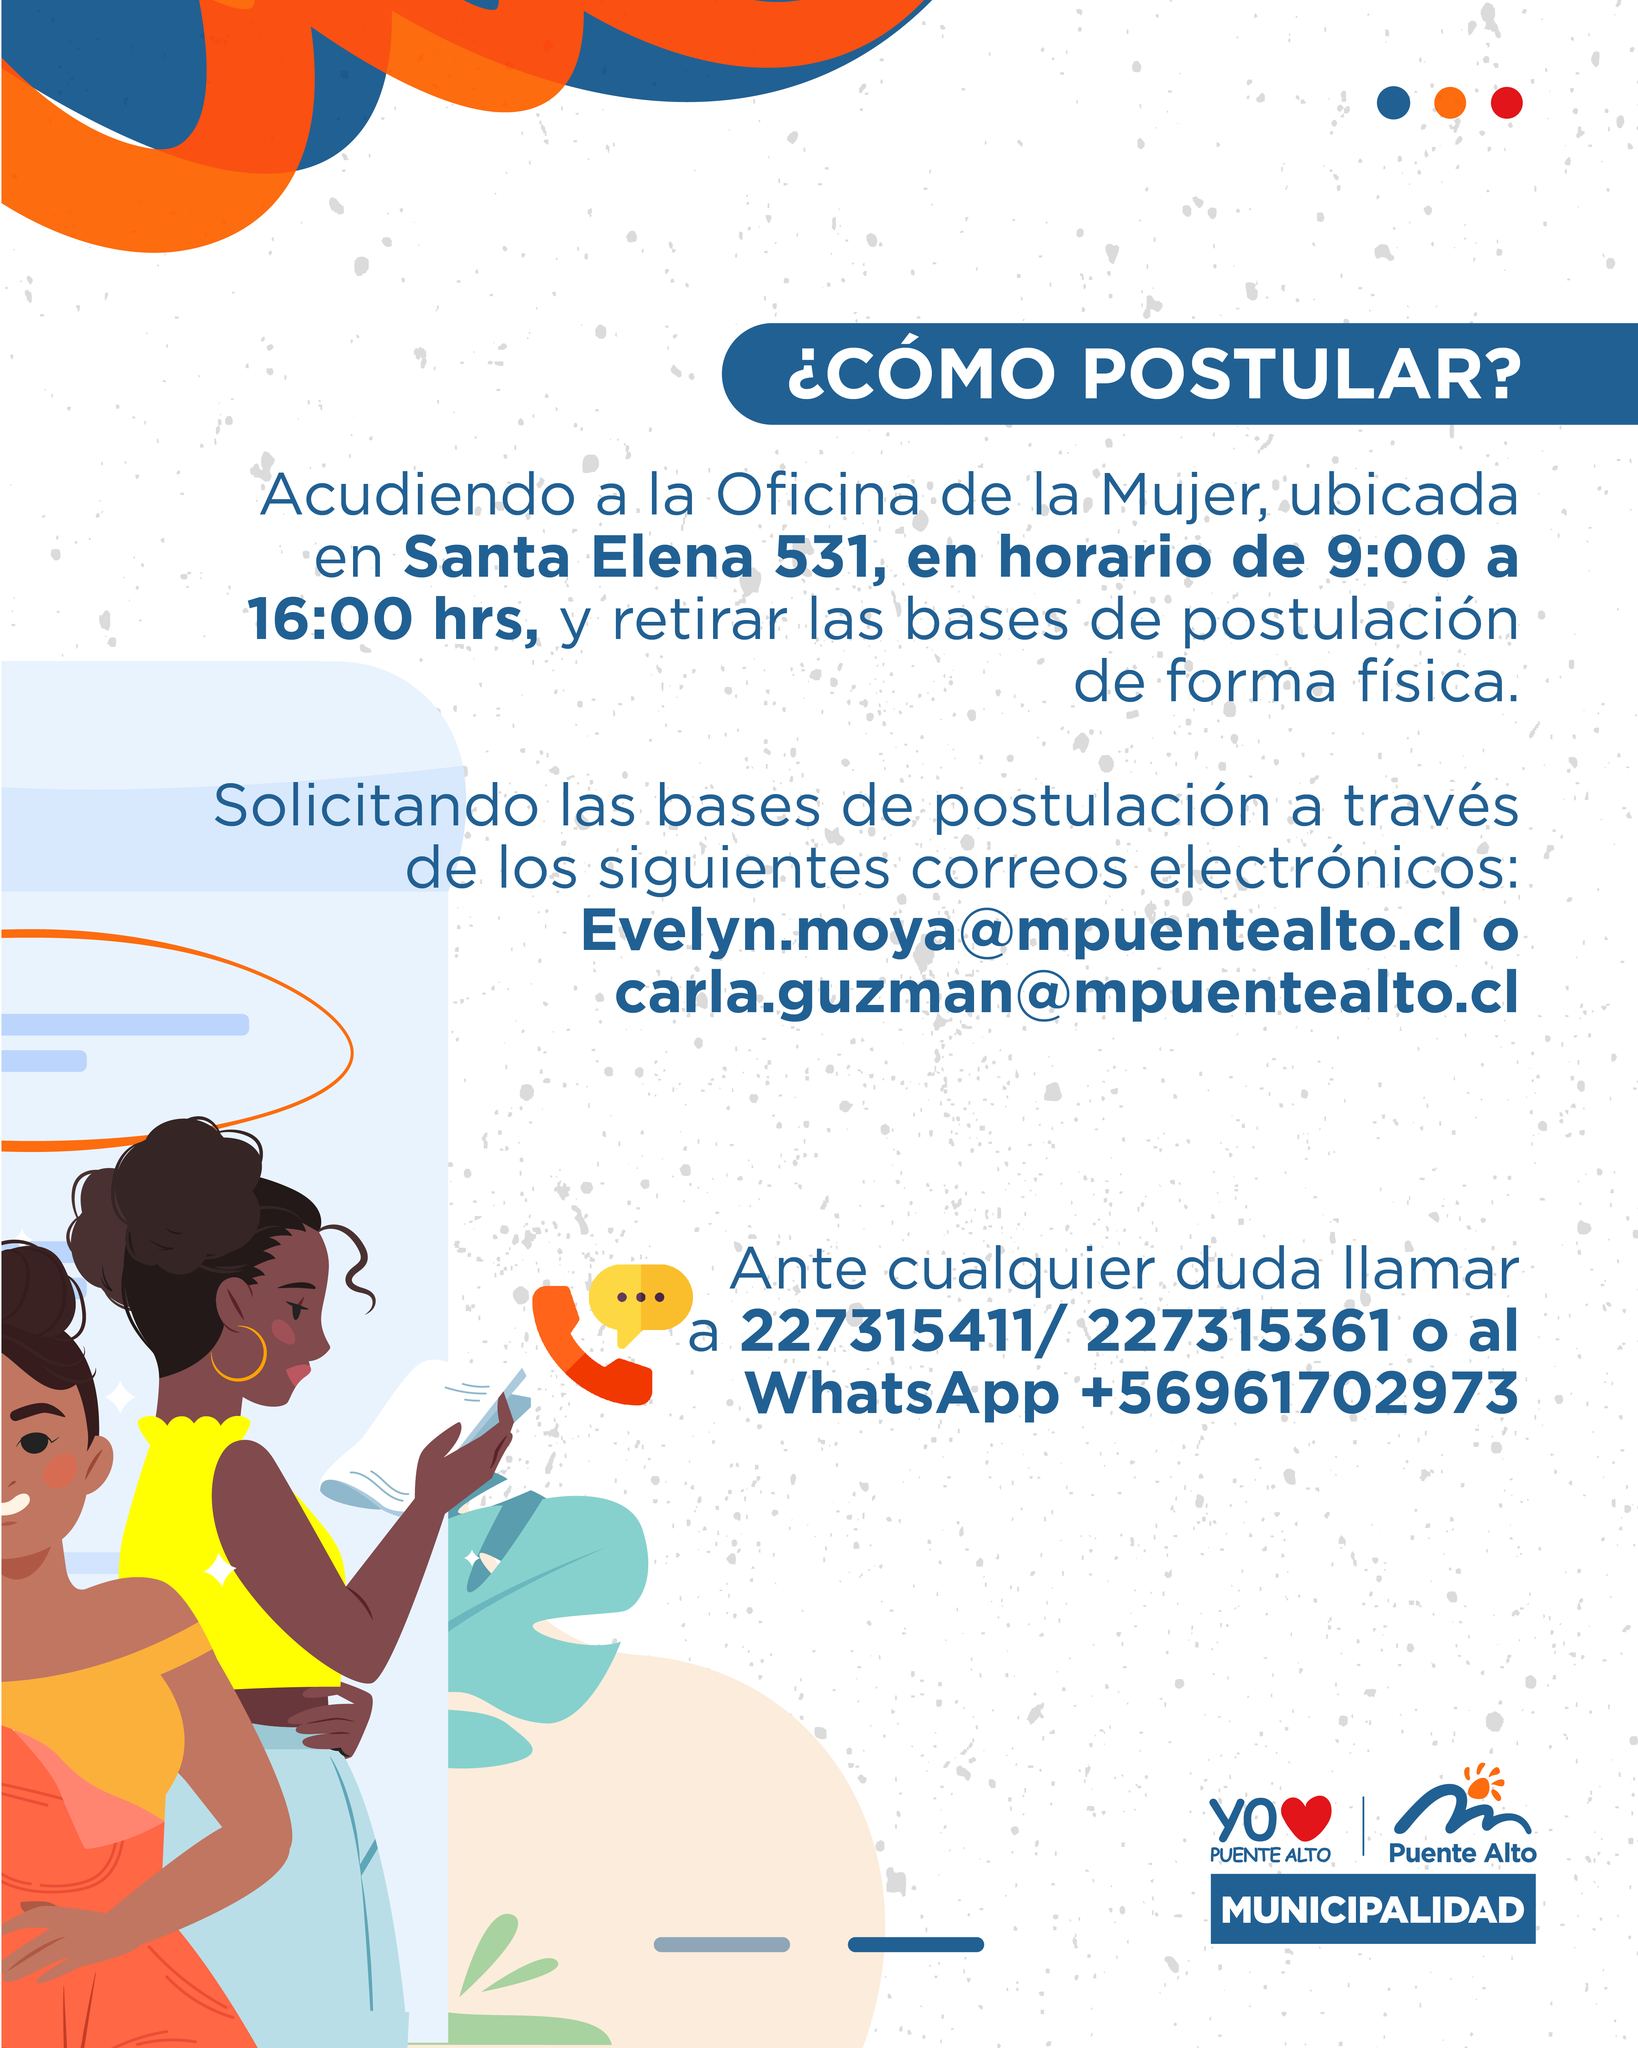 ¿CÓMO POSTULAR?
Acudiendo a la Oficina de la Mujer, ubicada
en Santa Elena 531, en horario de 9:00 a
16:00 hrs, y retirar las bases de postulación
de forma física.
Solicitando las bases de postulación a través
de los siguientes correos electrónicos:
Evelyn.moya@mpuentealto.cl o
carla.guzman@mpuentealto.cl
Ante cualquier duda llamar
a 227315411/ 227315361 o al
WhatsApp +56961702973
YO
PUENTE ALTO
Puente Alto
MUNICIPALIDAD